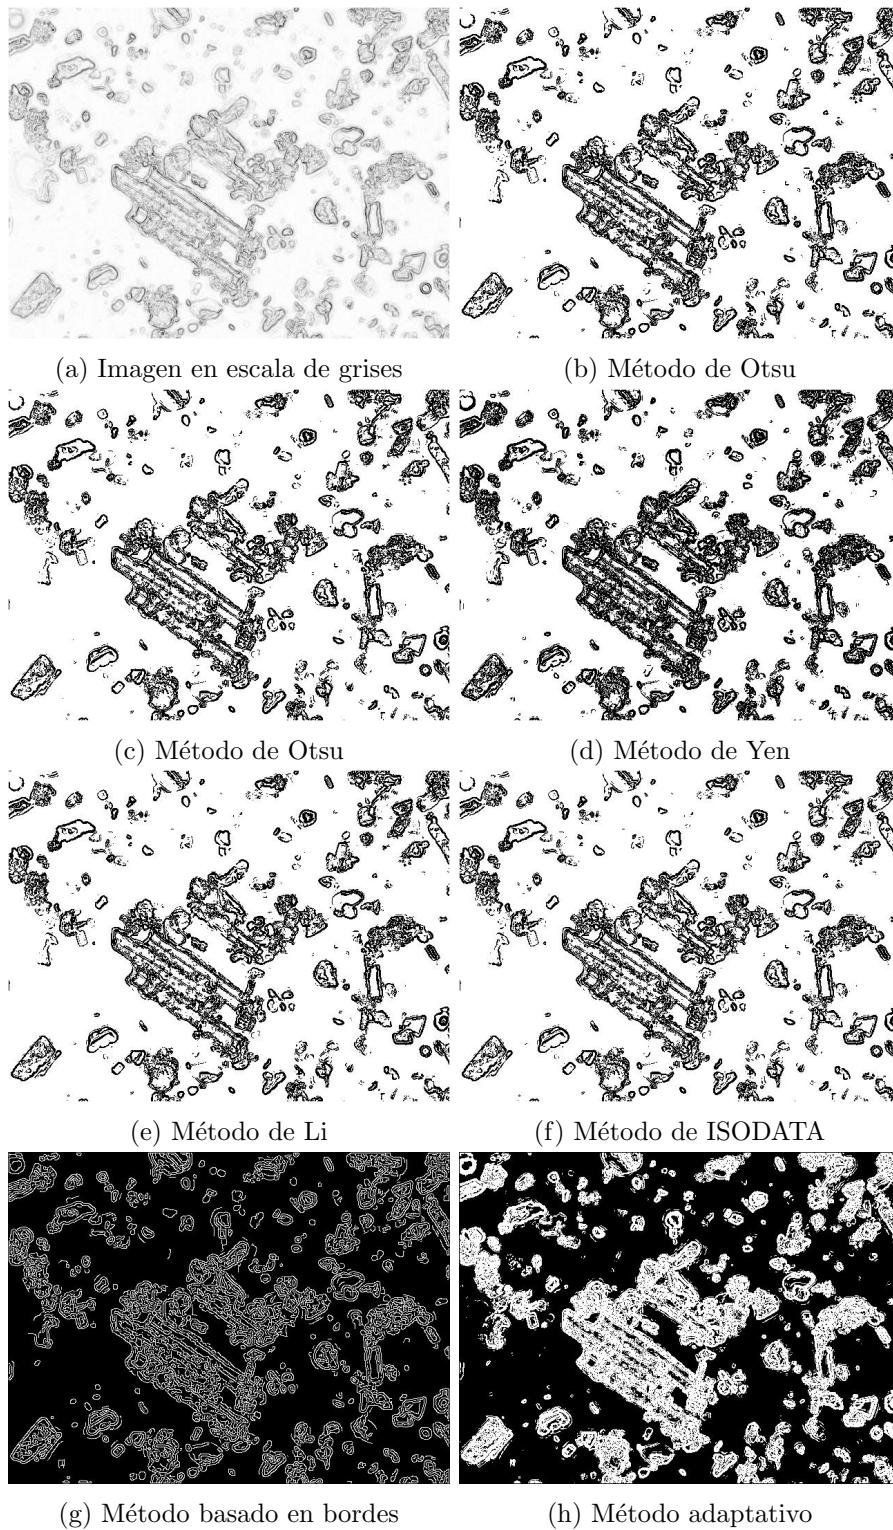 (a) Imagen en escala de grises
(b) Método de Otsu
(c) Método de Otsu
(d) Método de Yen
(e) Método de Li
(f) Método de ISODATA
(g) Método basado en bordes
(h) Método adaptativo